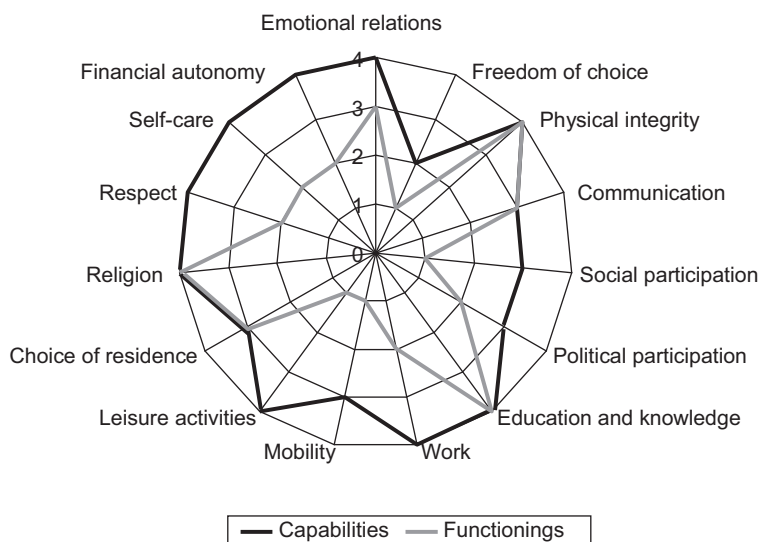 Emotional relations
Financial autonomy
4
Freedom of choice
Self-care
3
Physical integrity
2
Respect
1
Communication
0
Religion
Social participation
Choice of residence
Political participation
Leisure activities
Education and knowledge
Mobility
Work
Capabilities Functionings